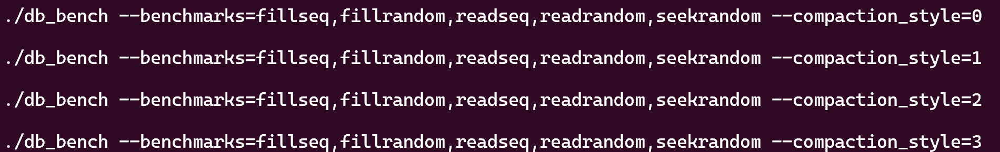 ./db_bench --benchmarks=fillseq,fillrandom,readseq,readrandom,seekrandom --compaction_style=0
./db_bench --benchmarks=fillseq,fillrandom,readseq,readrandom,seekrandom --compaction_style=1
./db_bench --benchmarks=fillseq,fillrandom,readseq,readrandom,seekrandom --compaction_style=2
./db_bench --benchmarks=fillseq,fillrandom,readseq,readrandom,seekrandom --compaction_style=3